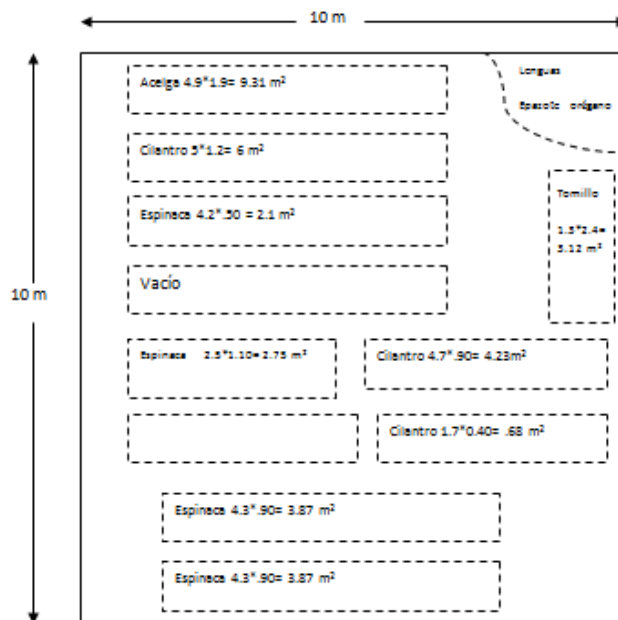 10 m
Acelga 4.9*1.9= 9.31 m²
Lenguas
Epazote orégano
Cilantro 5*1.2= 6 m²
Espinaca 4.2*.50 = 2.1 m²
Tomillo
1.3*2.4=
3.12 m²
Vacío
10 m
Espinaca 2.5*1.10= 2.75 m²
Cilantro 4.7*.90= 4.23m²
Cilantro 1.7*0.40= .68 m²
Espinaca 4.3*.90= 3.87 m²
Espinaca 4.3*.90= 3.87 m²